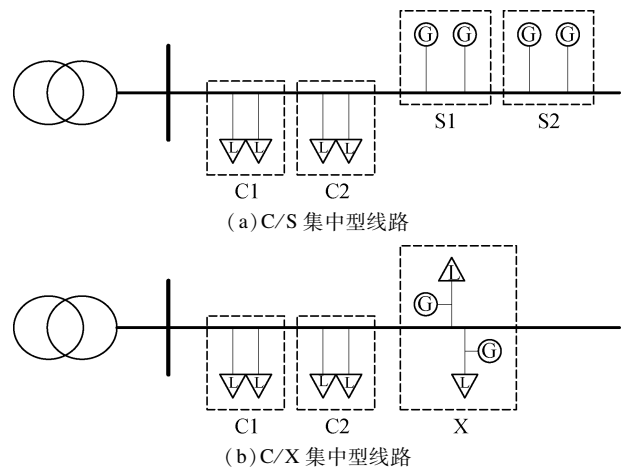 G G G G
S1 S2
L L L L
C1 C2
(a)C/S 集中型线路
L
G
G
L L L L L
C1 C2 X
(b)C/X 集中型线路